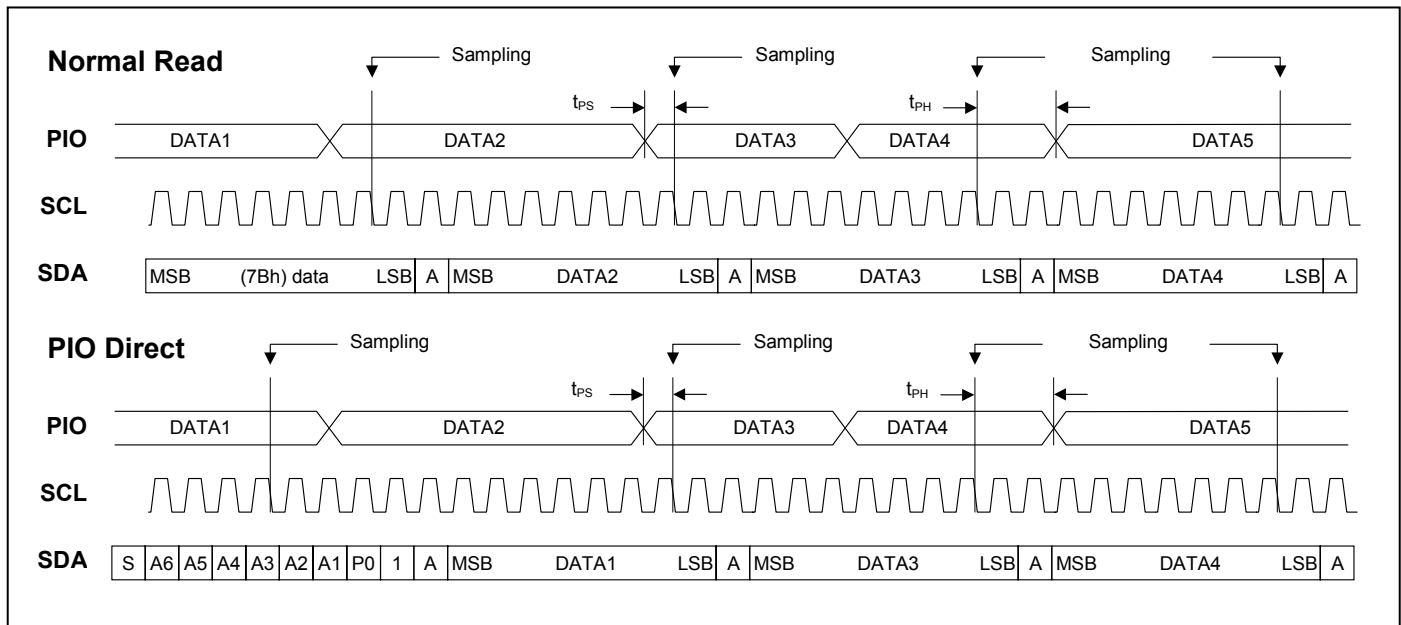 Normal Read
Sampling Sampling Sampling
tPS tPH
PIO DATA1 DATA2 DATA3 DATA4 DATA5
SCL
SDA MSB (7Bh) data LSB A MSB DATA2 LSB A MSB DATA3 LSB A MSB DATA4 LSB A
PIO Direct
Sampling Sampling Sampling
tPS tPH
PIO DATA1 DATA2 DATA3 DATA4 DATA5
SCL
SDA S A6 A5 A4 A3 A2 A1 P0 1 A MSB DATA1 LSB A MSB DATA3 LSB A MSB DATA4 LSB A